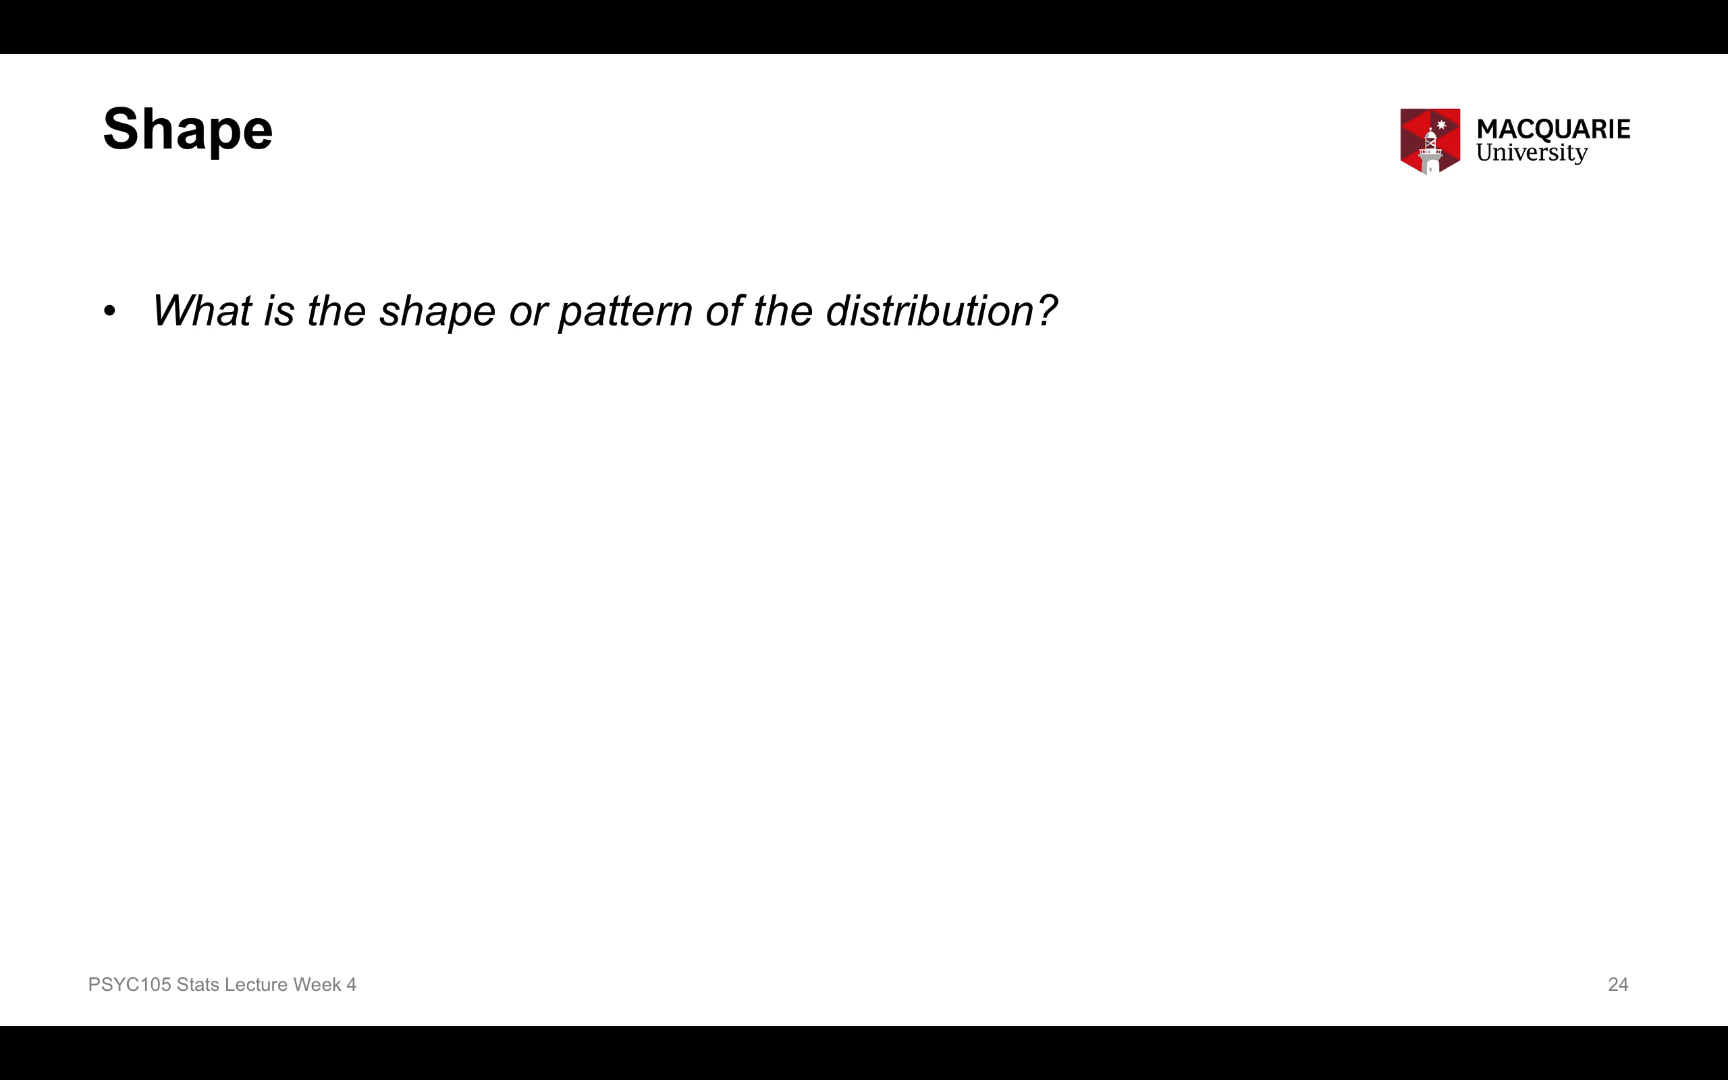 Shape
MACQUARIE
University
• What is the shape or pattern of the distribution?
PSYC105 Stats Lecture Week 4
24